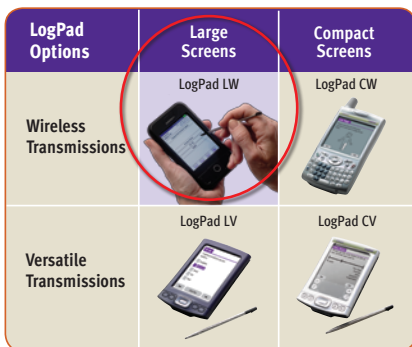 LogPad Options
Large Screens
Compact Screens
Wireless Transmissions
LogPad LW
LogPad CW
Versatile Transmissions
LogPad LV
LogPad CV